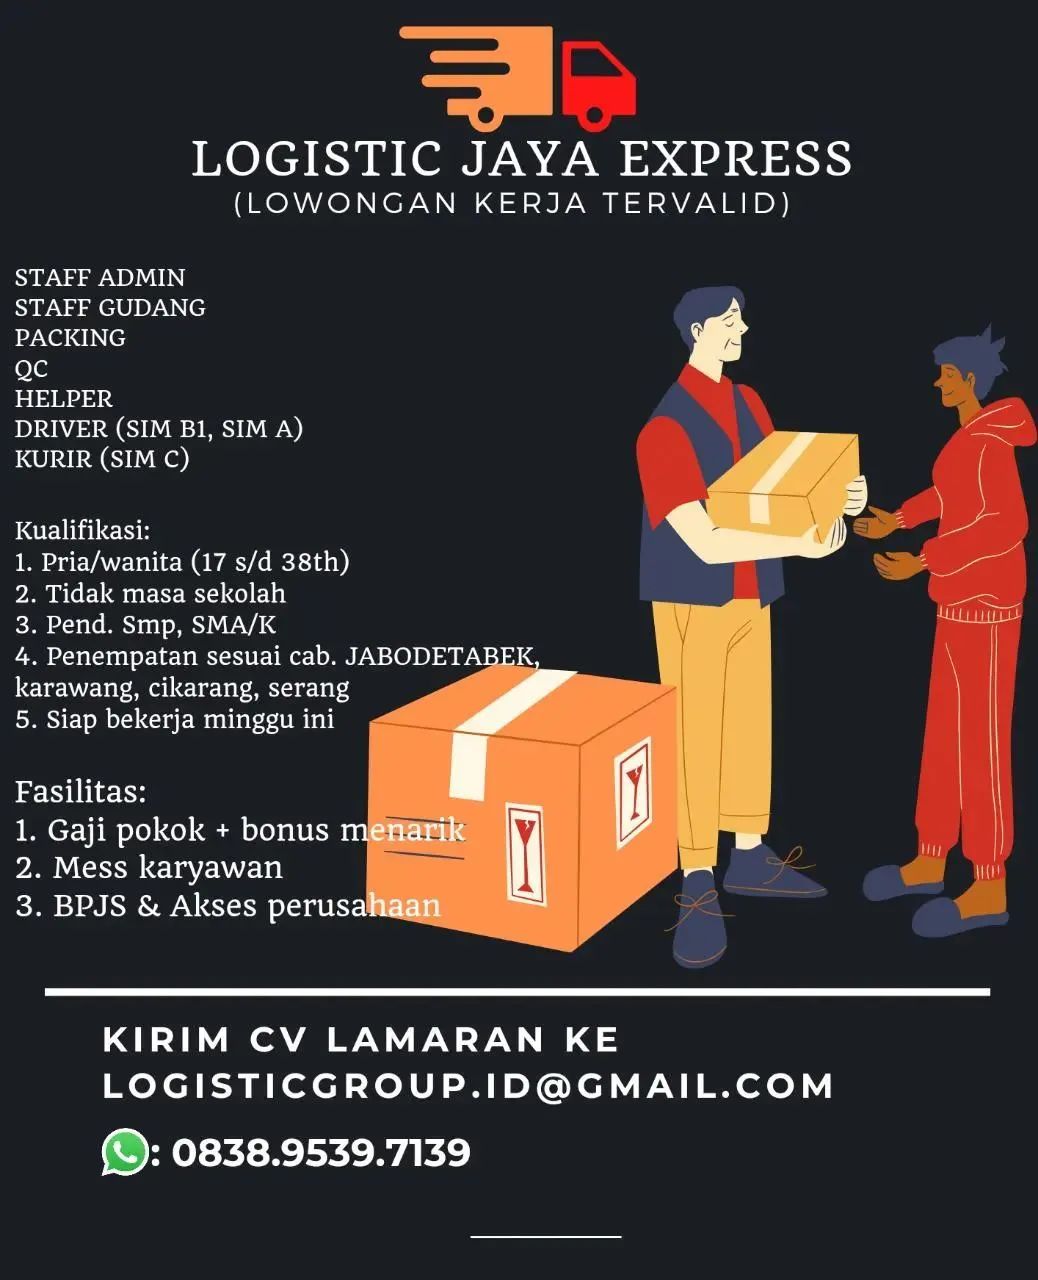 LOGISTIC JAYA EXPRESS
(LOWONGAN KERJA TERVALID)
STAFF ADMIN
STAFF GUDANG
PACKING
QC
HELPER
DRIVER (SIM B1, SIM A)
KURIR (SIM C)
Kualifikasi:
1. Pria/wanita (17 s/d 38th)
2. Tidak masa sekolah
3. Pend. Smp, SMA/K
4. Penempatan sesuai cab. JABODETABEK,
karawang, cikarang, serang
5. Siap bekerja minggu ini
Fasilitas:
1. Gaji pokok + bonus menarik
2. Mess karyawan
3. BPJS & Akses perusahaan
KIRIM CV LAMARAN KE
LOGISTICGROUP.ID@GMAIL.COM
: 0838.9539.7139